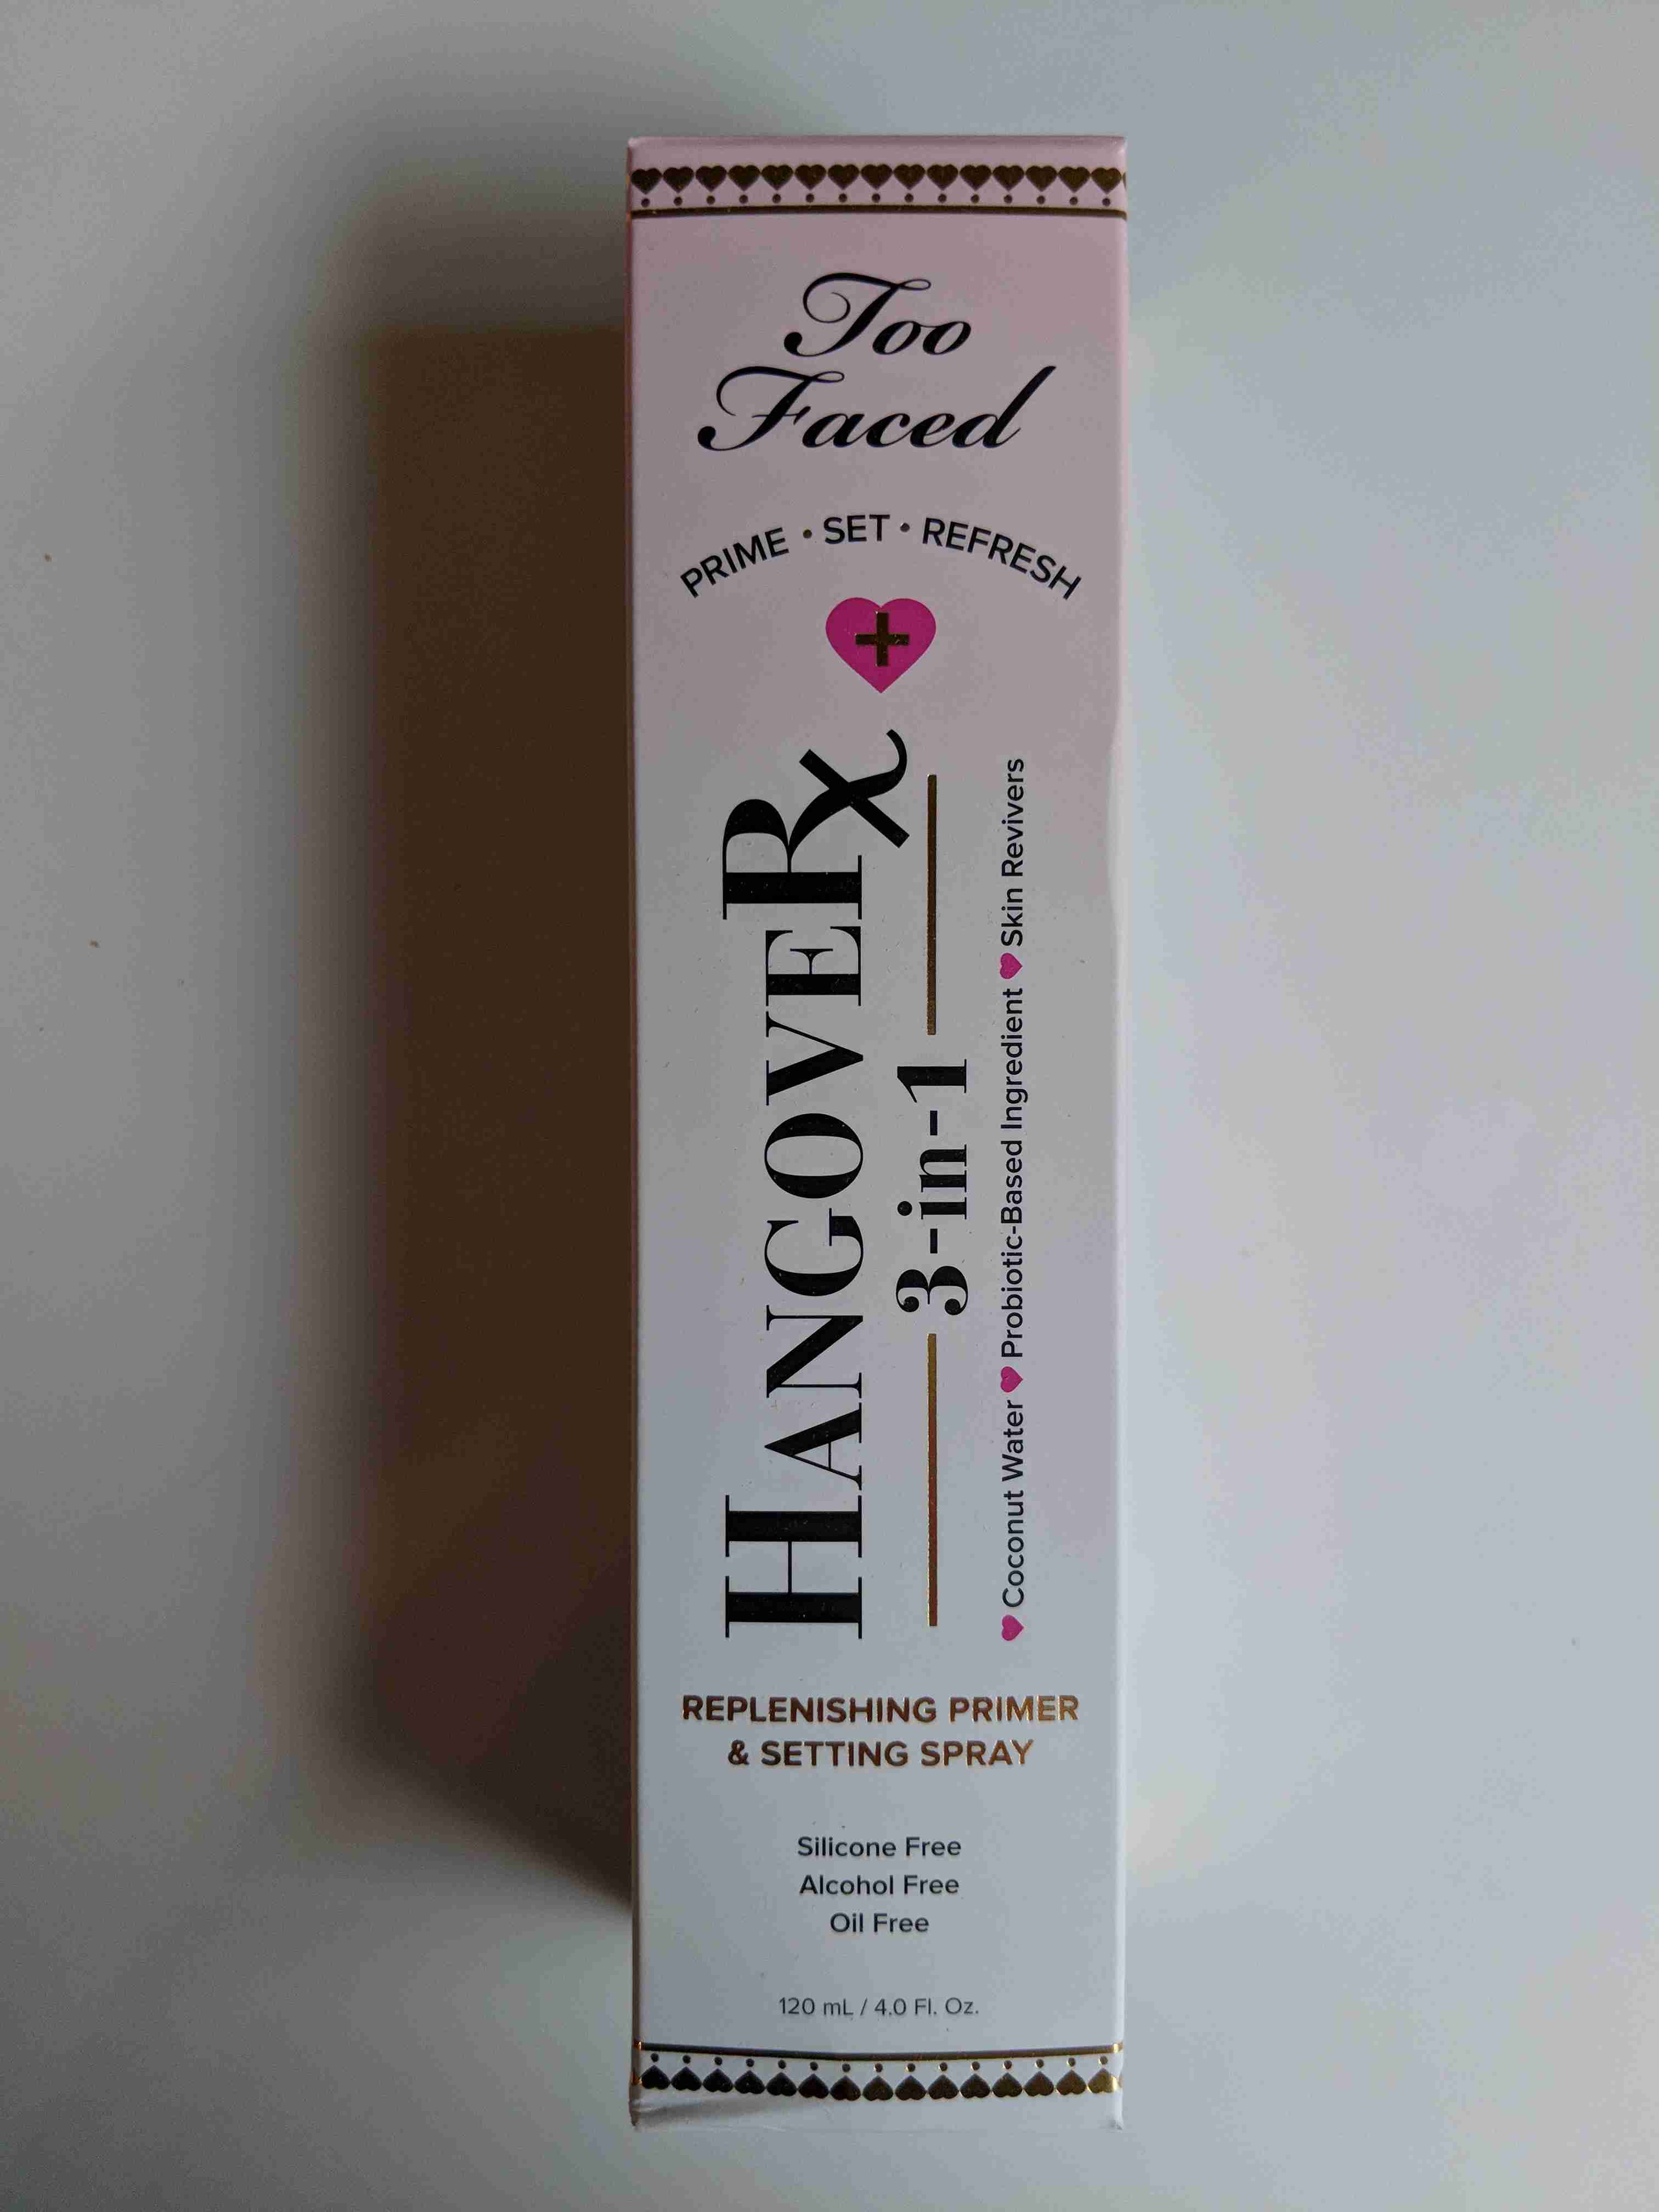 Too
Faced
PRIME • SET • REFRESH
HANGOVERx
3-in-1
Coconut Water ♥ Probiotic-Based Ingredient ♥ Skin Revivers
REPLENISHING PRIMER
& SETTING SPRAY
Silicone Free
Alcohol Free
Oil Free
120 mL / 4.0 Fl. Oz.